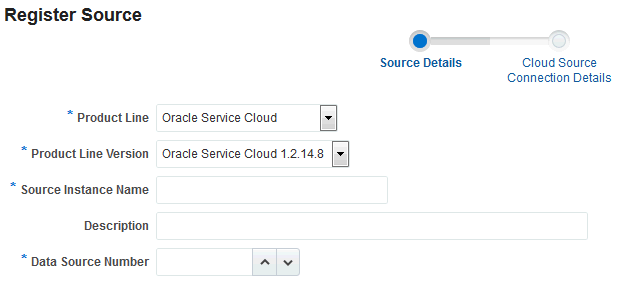 Register Source
Source Details
Cloud Source
Connection Details
* Product Line Oracle Service Cloud
* Product Line Version Oracle Service Cloud 1.2.14.8
* Source Instance Name
Description
* Data Source Number